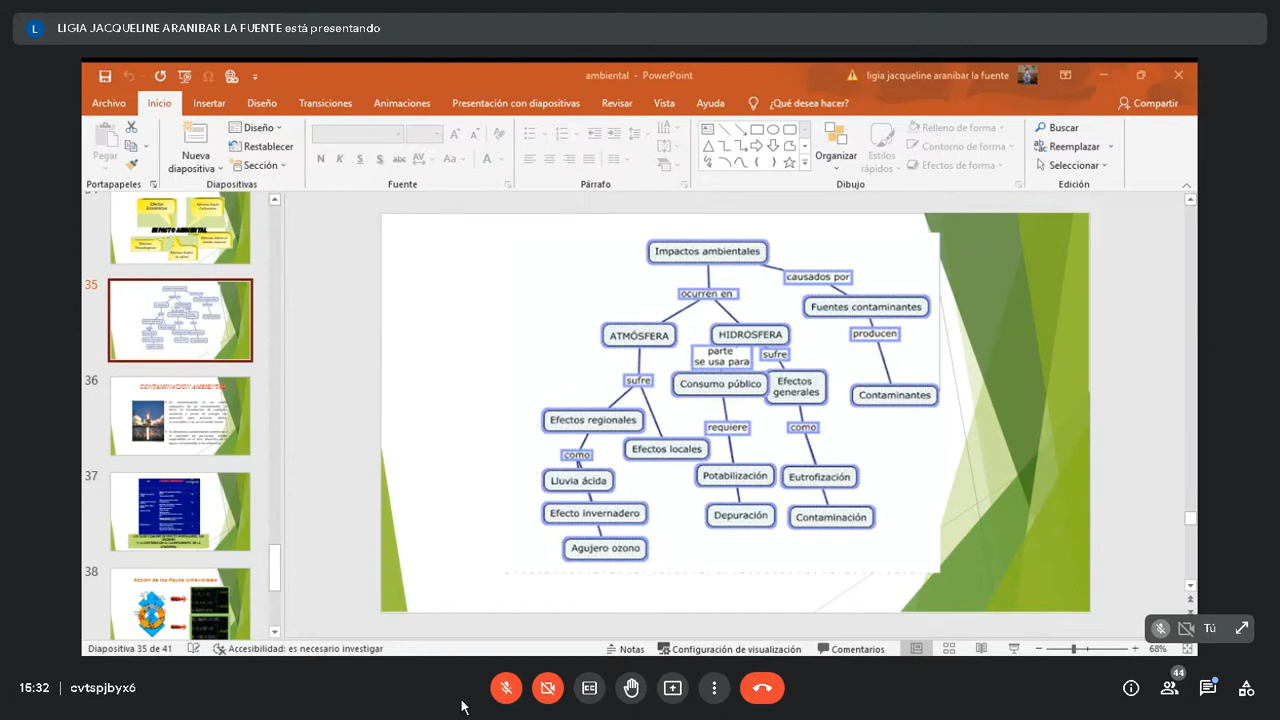 L LIGIA JACQUELINE ARANIBAR LA FUENTE está presentando
ambiental - PowerPoint
ligia jacqueline aranibar la fuente
Archivo Inicio Insertar Diseño Transiciones Animaciones Presentación con diapositivas Revisar Vista Ayuda ¿Qué desea hacer? Compartir
Pegar
Nueva
diapositiva
Diseño
Restablecer
Sección
N K S S abc AV Aa A
Organizar
Estilos
rápidos
Relleno de forma
Contorno de forma
Efectos de forma
Buscar
Reemplazar
Seleccionar
Portapapeles Diapositivas Fuente Párrafo Dibujo Edición
35
36
CONTAMINACION AMBIENTAL
37
38
Acción de los Rayos Ultravioletas
Impactos ambientales
causados por
ocurren en
Fuentes contaminantes
ATMÓSFERA
HIDROSFERA
producen
parte
se usa para
sufre
sufre
Consumo público
Efectos
generales
Contaminantes
Efectos regionales
requiere
como
Efectos locales
como
Lluvia ácida
Potabilización
Eutrofización
Efecto invernadero
Depuración
Contaminación
Agujero ozono
Tú
Diapositiva 35 de 41
Accesibilidad: es necesario investigar
Notas
Configuración de visualización
Comentarios
68%
15:32 | cvtspjbyx6
44